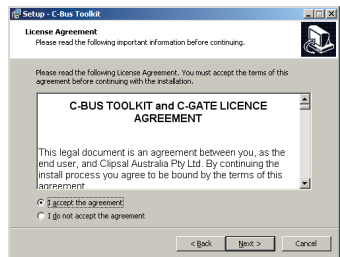 Setup - C-Bus Toolkit
License Agreement
Please read the following important information before continuing.
Please read the following License Agreement. You must accept the terms of this
agreement before continuing with the installation.
C-BUS TOOLKIT and C-GATE LICENCE
AGREEMENT
This legal document is an agreement between you, as the
end user, and Clipsal Australia Pty Ltd. By continuing the
install process you agree to be bound by the terms of this
agreement
I accept the agreement
I do not accept the agreement
< Back
Next >
Cancel